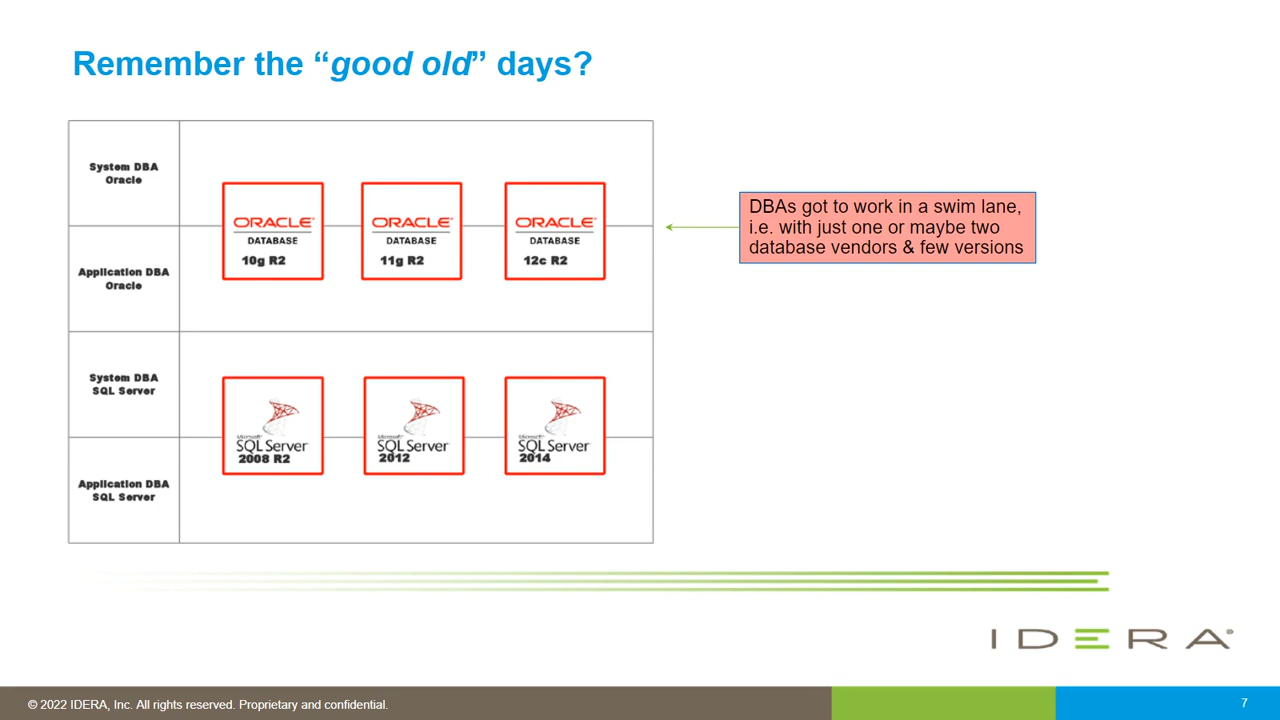 Remember the “good old” days?
System DBA
Oracle
Application DBA
Oracle
System DBA
SQL Server
Application DBA
SQL Server
ORACLE®
DATABASE
10g R2
ORACLE®
DATABASE
11g R2
ORACLE®
DATABASE
12c R2
Microsoft®
SQL Server
2008 R2
Microsoft®
SQL Server
2012
Microsoft®
SQL Server
2014
DBAs got to work in a swim lane,
i.e. with just one or maybe two
database vendors & few versions
IDERA®
© 2022 IDERA, Inc. All rights reserved. Proprietary and confidential.
7